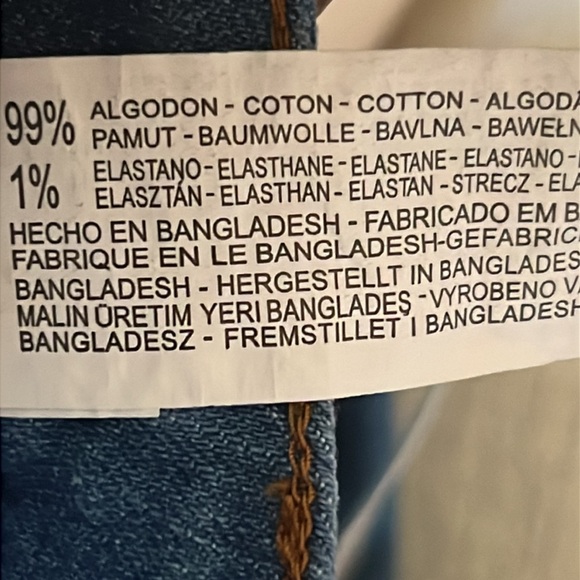 99% ALGODON - COTON - COTTON - ALGODÃ
PAMUT - BAUMWOLLE - BAVLNA - BAWEŁN
1% ELASTANO - ELASTHANE - ELASTANE - ELASTANO -
ELASZTÁN - ELASTHAN - ELASTAN - STRECZ - ELA
HECHO EN BANGLADESH - FABRICADO EM B
FABRIQUE EN LE BANGLADESH-GEFABRIC
BANGLADESH - HERGESTELLT IN BANGLADES
MALIN ÜRETIM YERI BANGLADEŞ - VYROBENO V
BANGLADESZ - FREMSTILLET I BANGLADESH